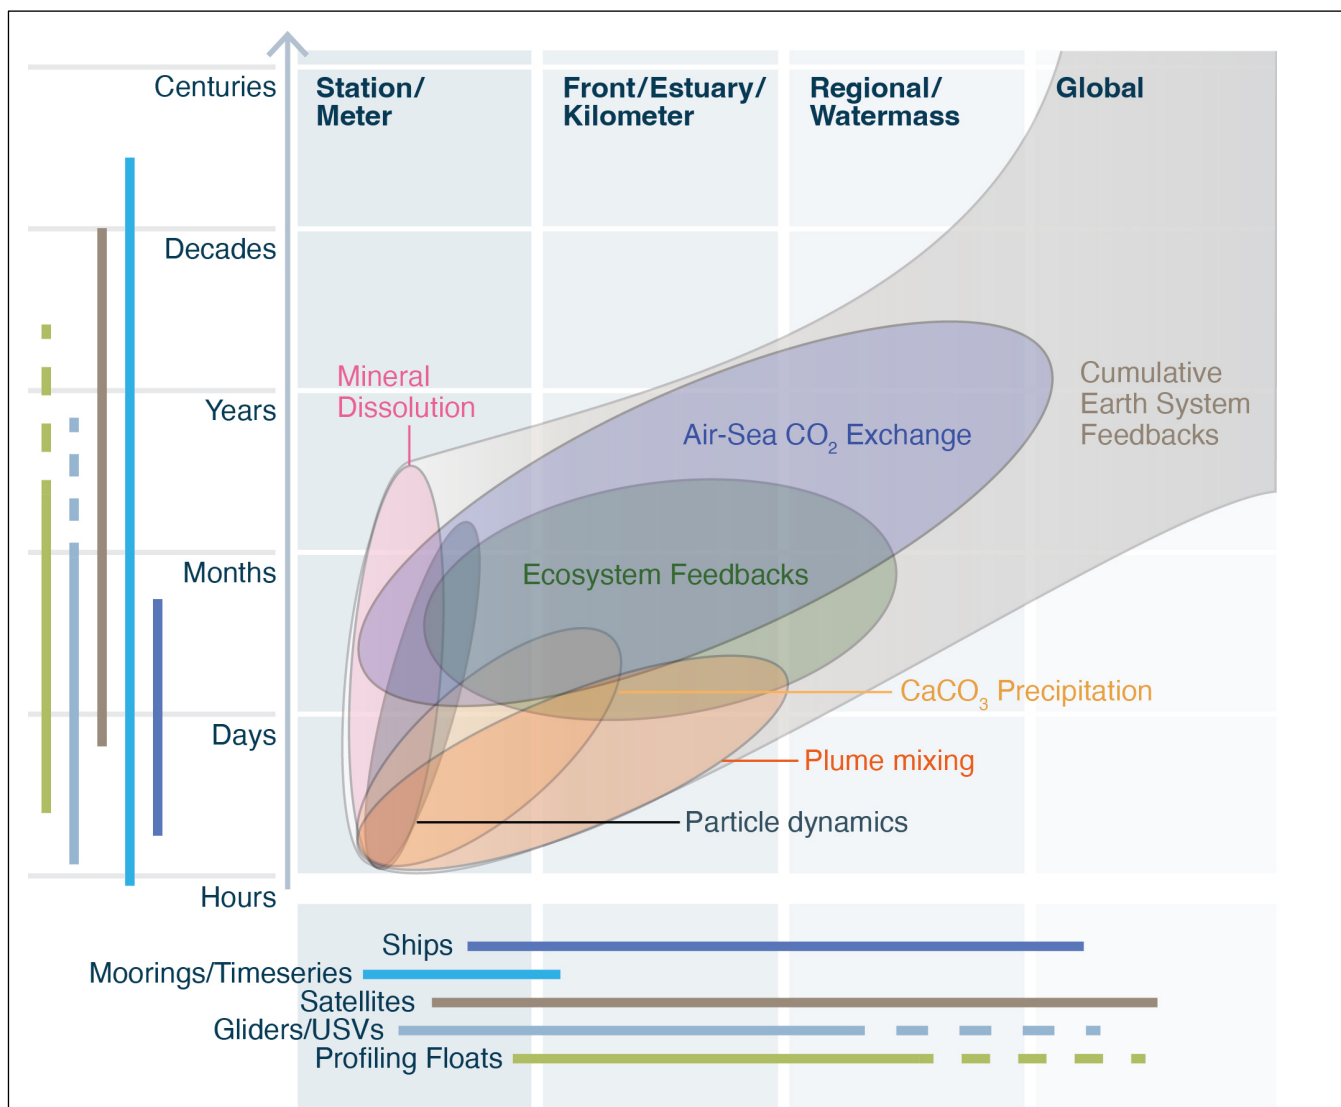 Centuries
Decades
Years
Months
Days
Hours
Station/
Meter
Front/Estuary/
Kilometer
Regional/
Watermass
Global
Mineral
Dissolution
Air-Sea CO₂ Exchange
Cumulative
Earth System
Feedbacks
Ecosystem Feedbacks
CaCO₃ Precipitation
Plume mixing
Particle dynamics
Ships
Moorings/Timeseries
Satellites
Gliders/USVs
Profiling Floats